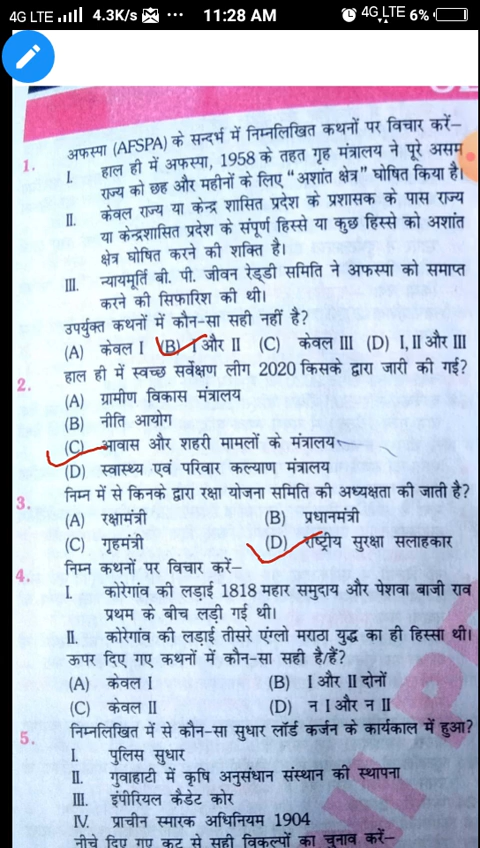 4G LTE 4.3K/s ... 11:28 AM 4G LTE 6%
1. अफस्पा (AFSPA) के सन्दर्भ में निम्नलिखित कथनों पर विचार करें–
I. हाल ही में अफस्पा, 1958 के तहत गृह मंत्रालय ने पूरे असम
राज्य को छह और महीनों के लिए “अशांत क्षेत्र” घोषित किया है।
II. केवल राज्य या केन्द्र शासित प्रदेश के प्रशासक के पास राज्य
या केन्द्रशासित प्रदेश के संपूर्ण हिस्से या कुछ हिस्से को अशांत
क्षेत्र घोषित करने की शक्ति है।
III. न्यायमूर्ति बी. पी. जीवन रेड्डी समिति ने अफस्पा को समाप्त
करने की सिफारिश की थी।
उपर्युक्त कथनों में कौन-सा सही नहीं है?
(A) केवल I (B) I और II (C) केवल III (D) I, II और III
2. हाल ही में स्वच्छ सर्वेक्षण लीग 2020 किसके द्वारा जारी की गई?
(A) ग्रामीण विकास मंत्रालय
(B) नीति आयोग
(C) आवास और शहरी मामलों के मंत्रालय
(D) स्वास्थ्य एवं परिवार कल्याण मंत्रालय
3. निम्न में से किनके द्वारा रक्षा योजना समिति की अध्यक्षता की जाती है?
(A) रक्षामंत्री (B) प्रधानमंत्री
(C) गृहमंत्री (D) राष्ट्रीय सुरक्षा सलाहकार
4. निम्न कथनों पर विचार करें–
I. कोरेगांव की लड़ाई 1818 महार समुदाय और पेशवा बाजी राव
प्रथम के बीच लड़ी गई थी।
II. कोरेगांव की लड़ाई तीसरे एंग्लो मराठा युद्ध का ही हिस्सा थी।
ऊपर दिए गए कथनों में कौन-सा सही है/हैं?
(A) केवल I (B) I और II दोनों
(C) केवल II (D) न I और न II
5. निम्नलिखित में से कौन-सा सुधार लॉर्ड कर्जन के कार्यकाल में हुआ?
I. पुलिस सुधार
II. गुवाहाटी में कृषि अनुसंधान संस्थान की स्थापना
III. इंपीरियल कैडेट कोर
IV. प्राचीन स्मारक अधिनियम 1904
नीचे दिए गए कूट से सही विकल्पों का चुनाव करें–